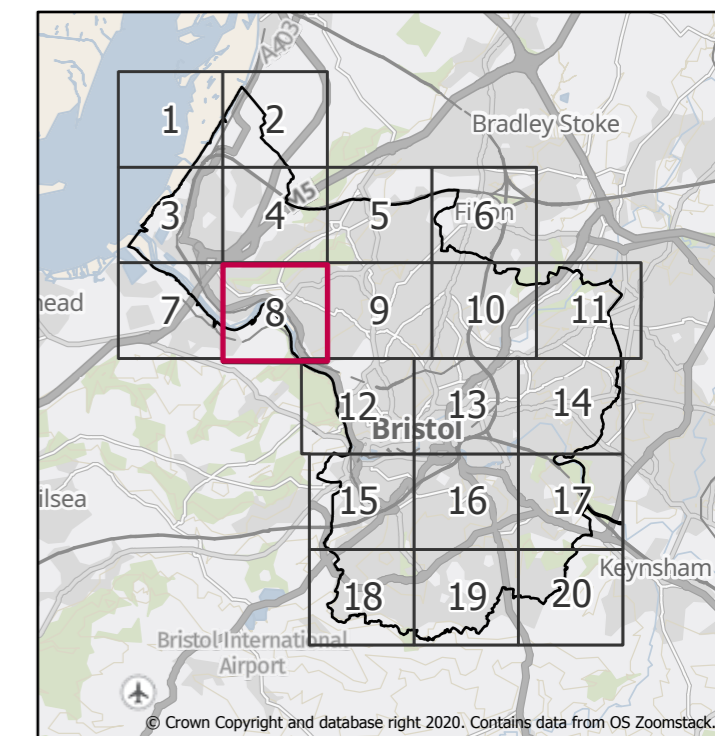 A403
1
2
Bradley Stoke
3
4
M5
5
Filton
6
ead
7
8
9
10
11
12
13
14
Bristol
ilsea
15
16
17
Keynsham
18
19
20
Bristol International
Airport
© Crown Copyright and database right 2020. Contains data from OS Zoomstack.